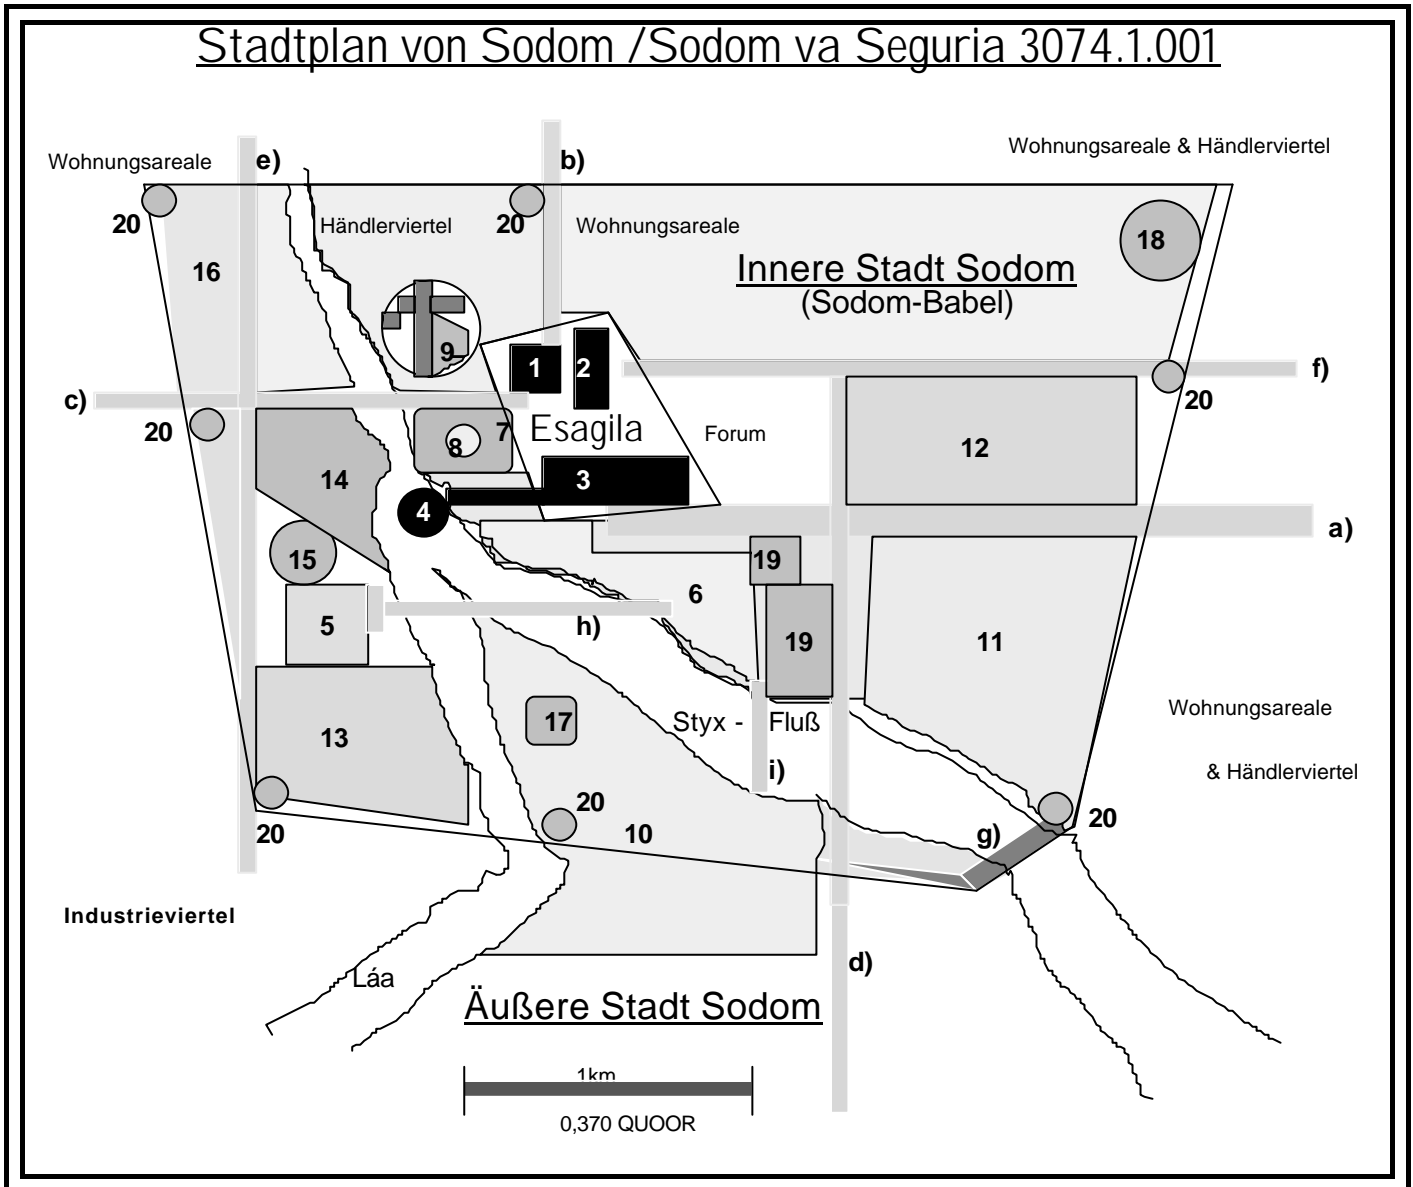 Stadtplan von Sodom /Sodom va Seguria 3074.1.001
Wohnungsareale & Händlerviertel
Wohnungsareale
e)
b)
20
Händlerviertel
20
Wohnungsareale
18
16
Innere Stadt Sodom
(Sodom-Babel)
9
1
2
f)
c)
20
20
7
8
Esagila
Forum
12
14
3
4
a)
15
19
6
5
h)
19
11
Wohnungsareale
17
Styx - Fluß
13
i)
& Händlerviertel
20
20
10
g)
20
Industrieviertel
d)
Láa
Äußere Stadt Sodom
1km
0,370 QUOOR